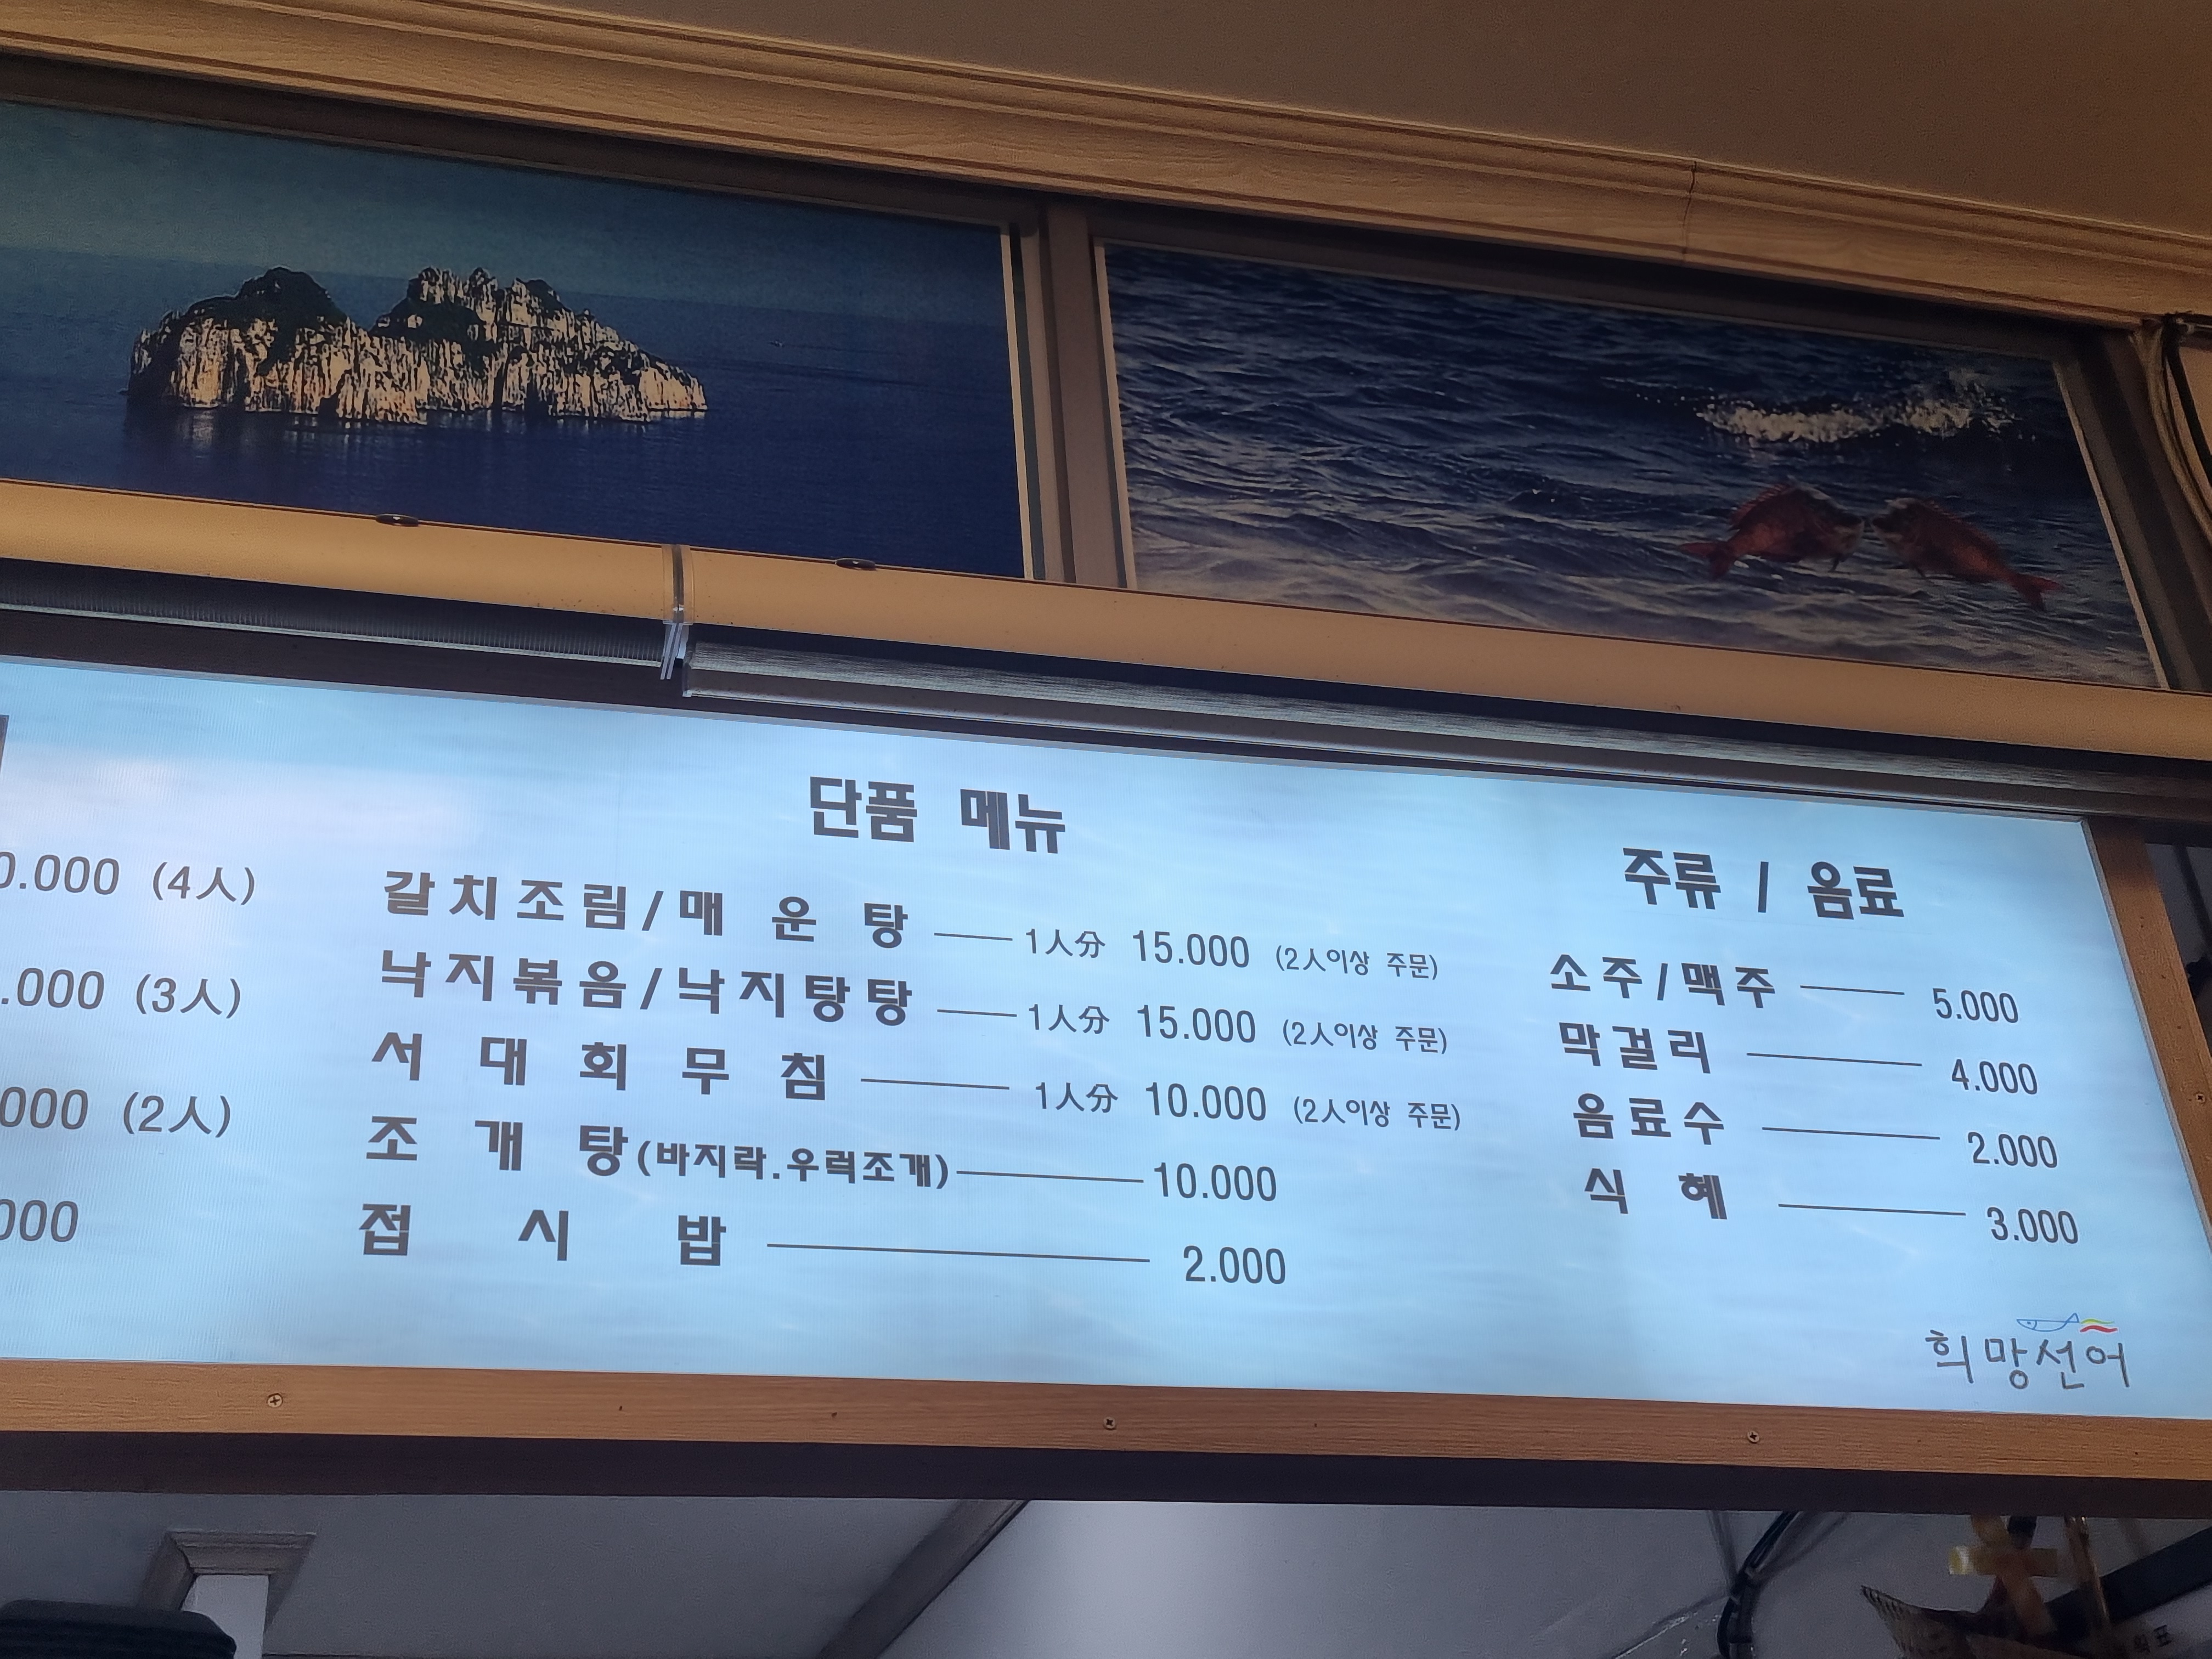 0.000 (4人)
.000 (3人)
000 (2人)
000
단품 메뉴
갈치조림/매 운 탕 1人分 15.000 (2人이상 주문)
낙지볶음/낙지탕탕 1人分 15.000 (2人이상 주문)
서 대 회 무 침 1人分 10.000 (2人이상 주문)
조 개 탕(바지락.우럭조개) 10.000
접 시 밥 2.000
주류 / 음료
소주/맥주 5.000
막걸리 4.000
음료수 2.000
식 혜 3.000
희망선어